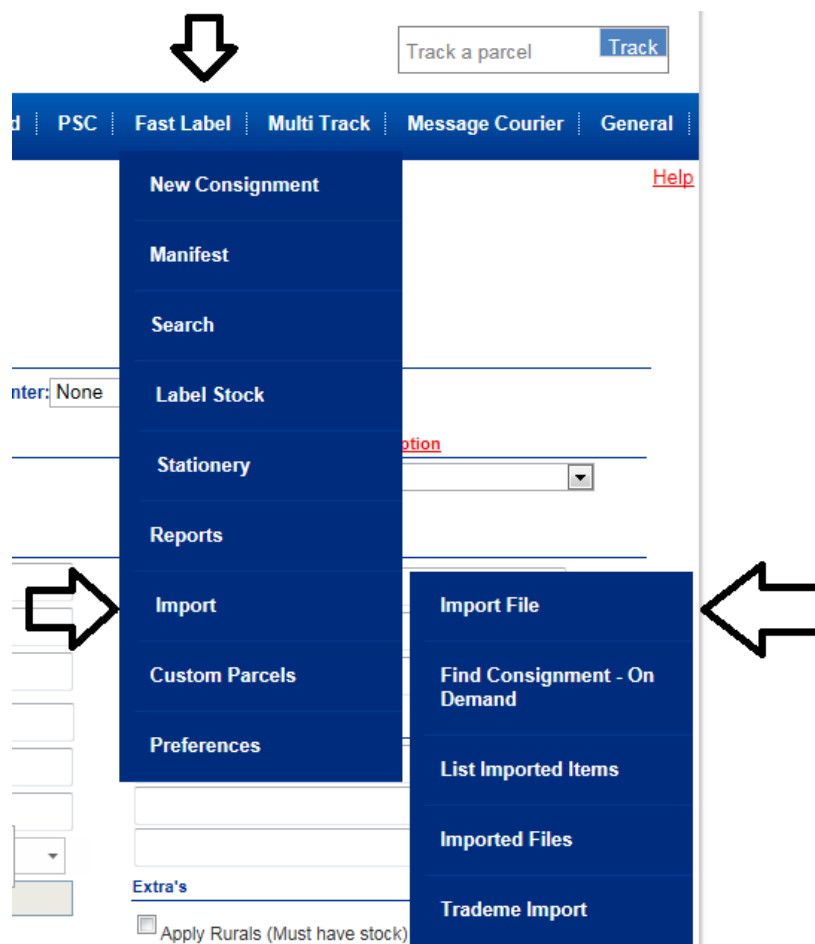 Track a parcel Track
d PSC Fast Label Multi Track Message Courier General
Help
New Consignment
Manifest
Search
nter: None
Label Stock
ption
Stationery
Reports
Import
Import File
Custom Parcels
Find Consignment - On
Demand
Preferences
List Imported Items
Imported Files
Extra's
Trademe Import
Apply Rurals (Must have stock)